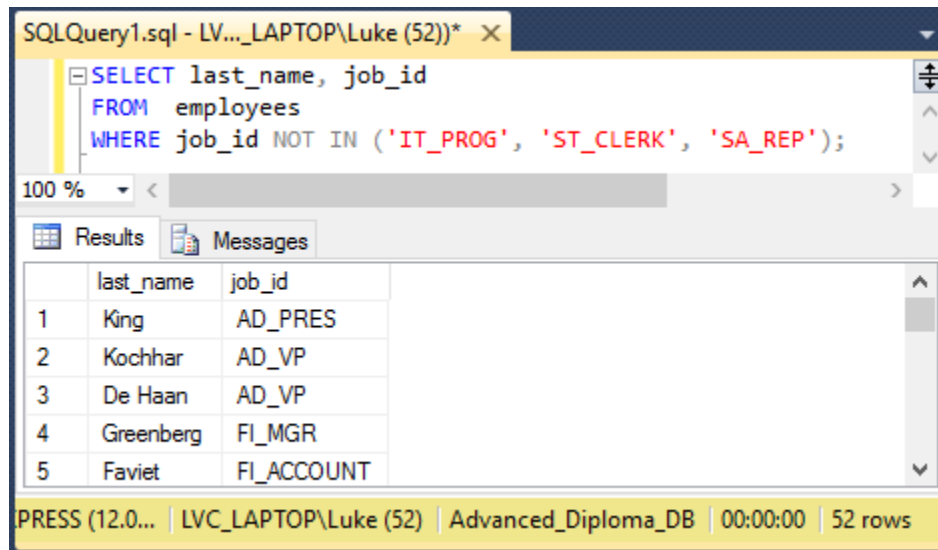 SQLQuery1.sql - LV..._LAPTOP\Luke (52))*
SELECT last_name, job_id
FROM  employees
WHERE job_id NOT IN ('IT_PROG', 'ST_CLERK', 'SA_REP');
100 %
Results Messages
last_name job_id
1 King AD_PRES
2 Kochhar AD_VP
3 De Haan AD_VP
4 Greenberg FI_MGR
5 Faviet FI_ACCOUNT
PRESS (12.0... LVC_LAPTOP\Luke (52) Advanced_Diploma_DB 00:00:00 52 rows